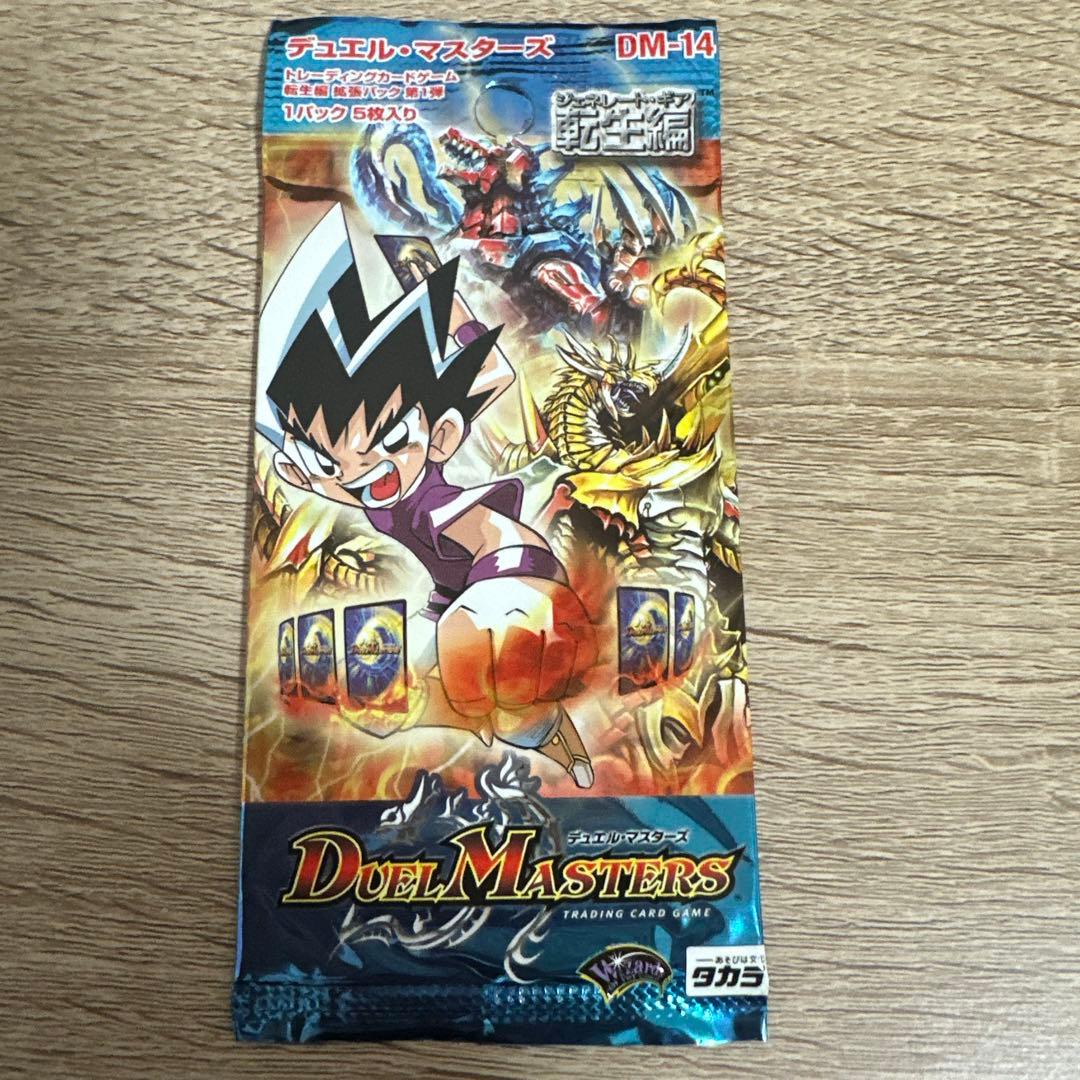 デュエル・マスターズ DM-14
トレーディングカードゲーム
転生編 拡張パック 第1弾
1パック 5枚入り
ジェネレート・ギア
転生編
TM
デュエル・マスターズ
DUEL MASTERS
TRADING CARD GAME
Wizards
あそびは文化
タカラ